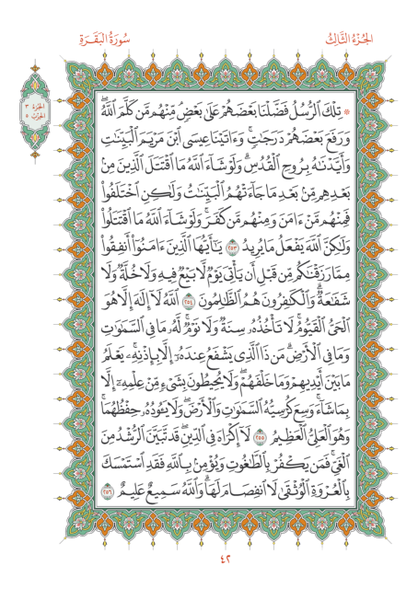 الجُزْءُ الثَّالِثُ
سُورَةُ البَقَرَةِ
الجزء ٣
الحزب ٥
۞ تِلۡكَ ٱلرُّسُلُ فَضَّلۡنَا بَعۡضَهُمۡ عَلَىٰ بَعۡضٖۘ مِّنۡهُم مَّن كَلَّمَ ٱللَّهُۖ
وَرَفَعَ بَعۡضَهُمۡ دَرَجَٰتٖۚ وَءَاتَيۡنَا عِيسَى ٱبۡنَ مَرۡيَمَ ٱلۡبَيِّنَٰتِ
وَأَيَّدۡنَٰهُ بِرُوحِ ٱلۡقُدُسِۗ وَلَوۡ شَآءَ ٱللَّهُ مَا ٱقۡتَتَلَ ٱلَّذِينَ مِنۢ
بَعۡدِهِم مِّنۢ بَعۡدِ مَا جَآءَتۡهُمُ ٱلۡبَيِّنَٰتُ وَلَٰكِنِ ٱخۡتَلَفُواْ
فَمِنۡهُم مَّنۡ ءَامَنَ وَمِنۡهُم مَّن كَفَرَۚ وَلَوۡ شَآءَ ٱللَّهُ مَا ٱقۡتَتَلُواْ
وَلَٰكِنَّ ٱللَّهَ يَفۡعَلُ مَا يُرِيدُ ٢٥٣ يَٰٓأَيُّهَا ٱلَّذِينَ ءَامَنُوٓاْ أَنفِقُواْ
مِمَّا رَزَقۡنَٰكُم مِّن قَبۡلِ أَن يَأۡتِيَ يَوۡمٞ لَّا بَيۡعٞ فِيهِ وَلَا خُلَّةٞ وَلَا
شَفَٰعَةٞۗ وَٱلۡكَٰفِرُونَ هُمُ ٱلظَّٰلِمُونَ ٢٥٤ ٱللَّهُ لَآ إِلَٰهَ إِلَّا هُوَ
ٱلۡحَيُّ ٱلۡقَيُّومُۚ لَا تَأۡخُذُهُۥ سِنَةٞ وَلَا نَوۡمٞۚ لَّهُۥ مَا فِي ٱلسَّمَٰوَٰتِ
وَمَا فِي ٱلۡأَرۡضِۗ مَن ذَا ٱلَّذِي يَشۡفَعُ عِندَهُۥٓ إِلَّا بِإِذۡنِهِۦۚ يَعۡلَمُ
مَا بَيۡنَ أَيۡدِيهِمۡ وَمَا خَلۡفَهُمۡۖ وَلَا يُحِيطُونَ بِشَيۡءٖ مِّنۡ عِلۡمِهِۦٓ إِلَّا
بِمَا شَآءَۚ وَسِعَ كُرۡسِيُّهُ ٱلسَّمَٰوَٰتِ وَٱلۡأَرۡضَۖ وَلَا يَـُٔودُهُۥ حِفۡظُهُمَاۚ
وَهُوَ ٱلۡعَلِيُّ ٱلۡعَظِيمُ ٢٥٥ لَآ إِكۡرَاهَ فِي ٱلدِّينِۖ قَد تَّبَيَّنَ ٱلرُّشۡدُ مِنَ
ٱلۡغَيِّۚ فَمَن يَكۡفُرۡ بِٱلطَّٰغُوتِ وَيُؤۡمِنۢ بِٱللَّهِ فَقَدِ ٱسۡتَمۡسَكَ
بِٱلۡعُرۡوَةِ ٱلۡوُثۡقَىٰ لَا ٱنفِصَامَ لَهَاۗ وَٱللَّهُ سَمِيعٌ عَلِيمٌ ٢٥٦
٤٢